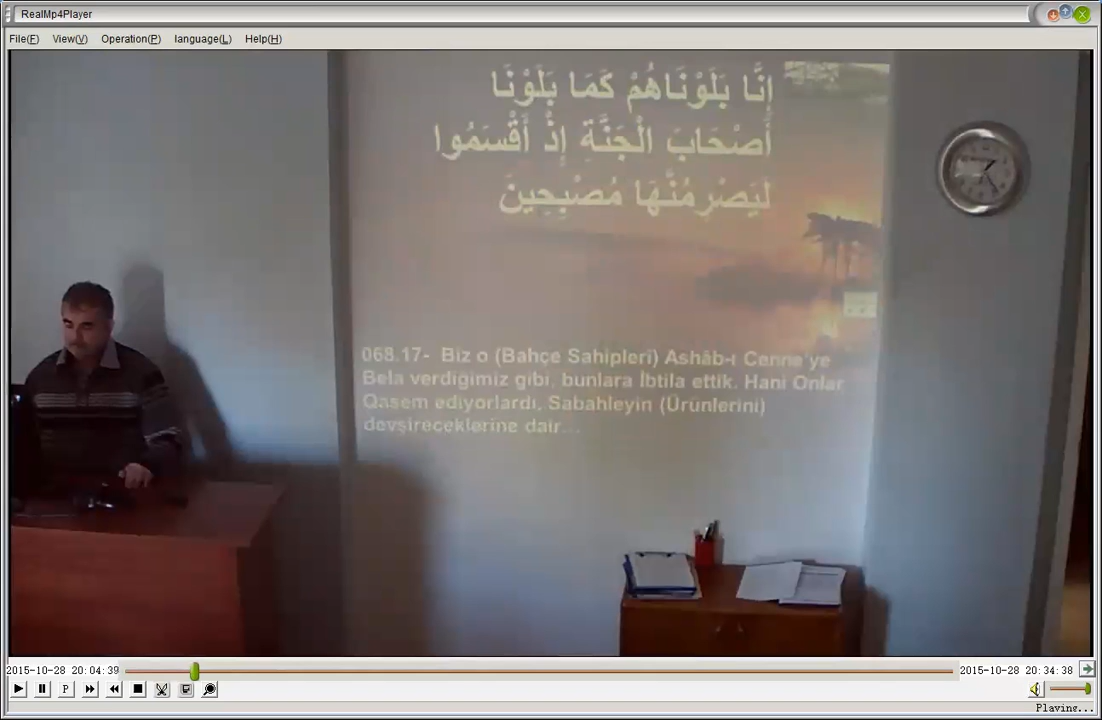 RealMp4Player
File(F) View(V) Operation(P) language(L) Help(H)
إِنَّا بَلَوْنَاهُمْ كَمَا بَلَوْنَا
أَصْحَابَ الْجَنَّةِ إِذْ أَقْسَمُوا
لَيَصْرِمُنَّهَا مُصْبِحِينَ
068.17- Biz o (Bahçe Sahipleri) Ashâb-ı Cenne'ye
Bela verdiğimiz gibi, bunlara İbtila ettik. Hani Onlar
Qasem ediyorlardı, Sabahleyin (Ürünlerini)
devşireceklerine dair...
2015-10-28 20:04:39 2015-10-28 20:34:38
P
Playing...